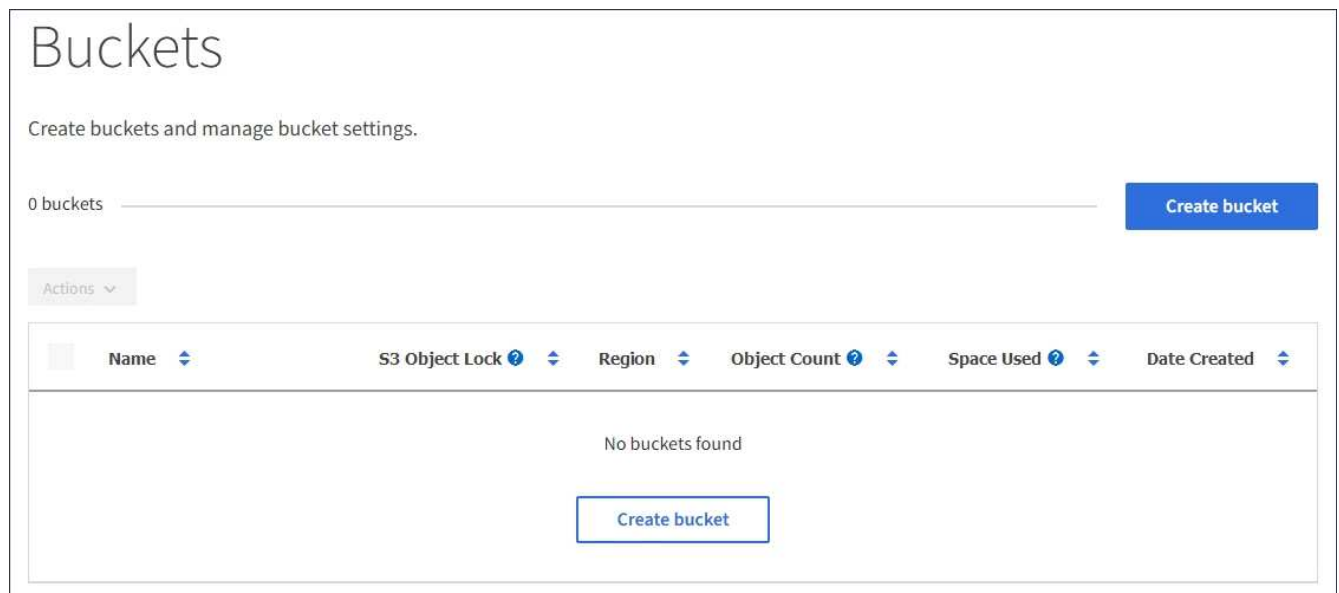 Buckets
Create buckets and manage bucket settings.
0 buckets
Create bucket
Actions
Name S3 Object Lock ? Region Object Count ? Space Used ? Date Created
No buckets found
Create bucket